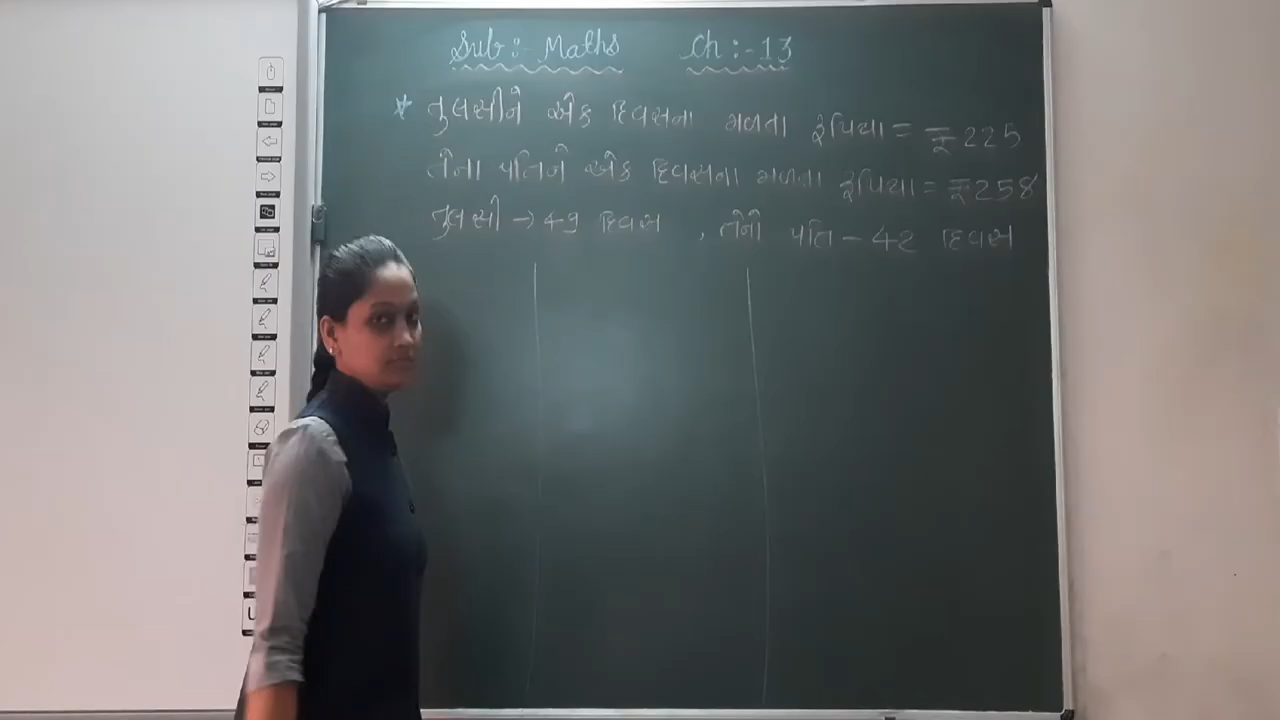 Sub:- Maths Ch:-13
* તુલસીને એક દિવસના મળતા રૂપિયા = ₹225
તેના પતિને એક દિવસના મળતા રૂપિયા = ₹258
તુલસી → 49 દિવસ , તેનો પતિ - 42 દિવસ